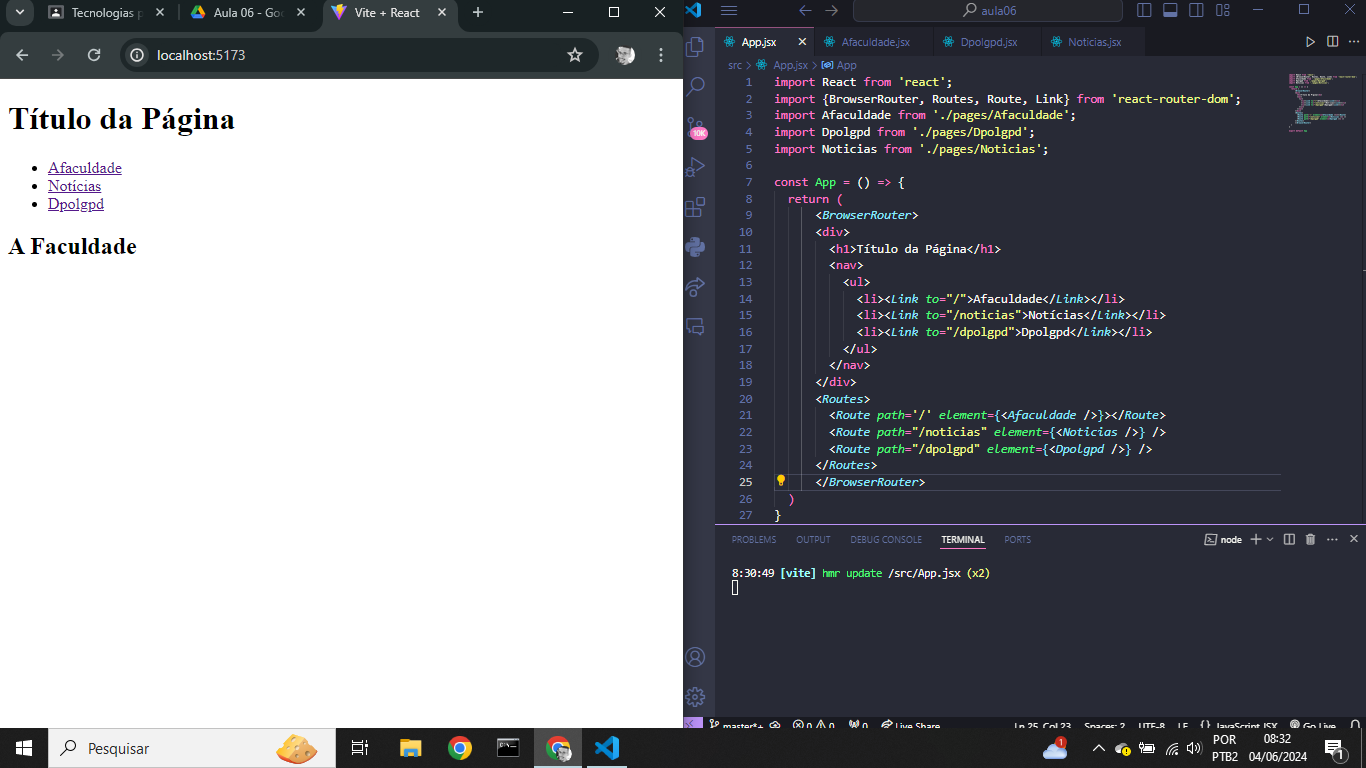 Tecnologias p
Aula 06 - Goo
Vite + React
localhost:5173
Título da Página
Afaculdade
Notícias
Dpolgpd
A Faculdade
aula06
App.jsx
Afaculdade.jsx
Dpolgpd.jsx
Noticias.jsx
src > App.jsx > App
1 import React from 'react';
2 import {BrowserRouter, Routes, Route, Link} from 'react-router-dom';
3 import Afaculdade from './pages/Afaculdade';
4 import Dpolgpd from './pages/Dpolgpd';
5 import Noticias from './pages/Noticias';
6
7 const App = () => {
8 return (
9 <BrowserRouter>
10 <div>
11 <h1>Título da Página</h1>
12 <nav>
13 <ul>
14 <li><Link to="/">Afaculdade</Link></li>
15 <li><Link to="/noticias">Notícias</Link></li>
16 <li><Link to="/dpolgpd">Dpolgpd</Link></li>
17 </ul>
18 </nav>
19 </div>
20 <Routes>
21 <Route path='/' element={<Afaculdade />}></Route>
22 <Route path="/noticias" element={<Noticias />} />
23 <Route path="/dpolgpd" element={<Dpolgpd />} />
24 </Routes>
25 </BrowserRouter>
26 )
27 }
10K
PROBLEMS OUTPUT DEBUG CONSOLE TERMINAL PORTS
node
8:30:49 [vite] hmr update /src/App.jsx (x2)
master*+ 0 0 0 Live Share Ln 25, Col 23 Spaces: 2 UTF-8 LF {} JavaScript JSX Go Live
Pesquisar
1
POR
PTB2
08:32
04/06/2024
1